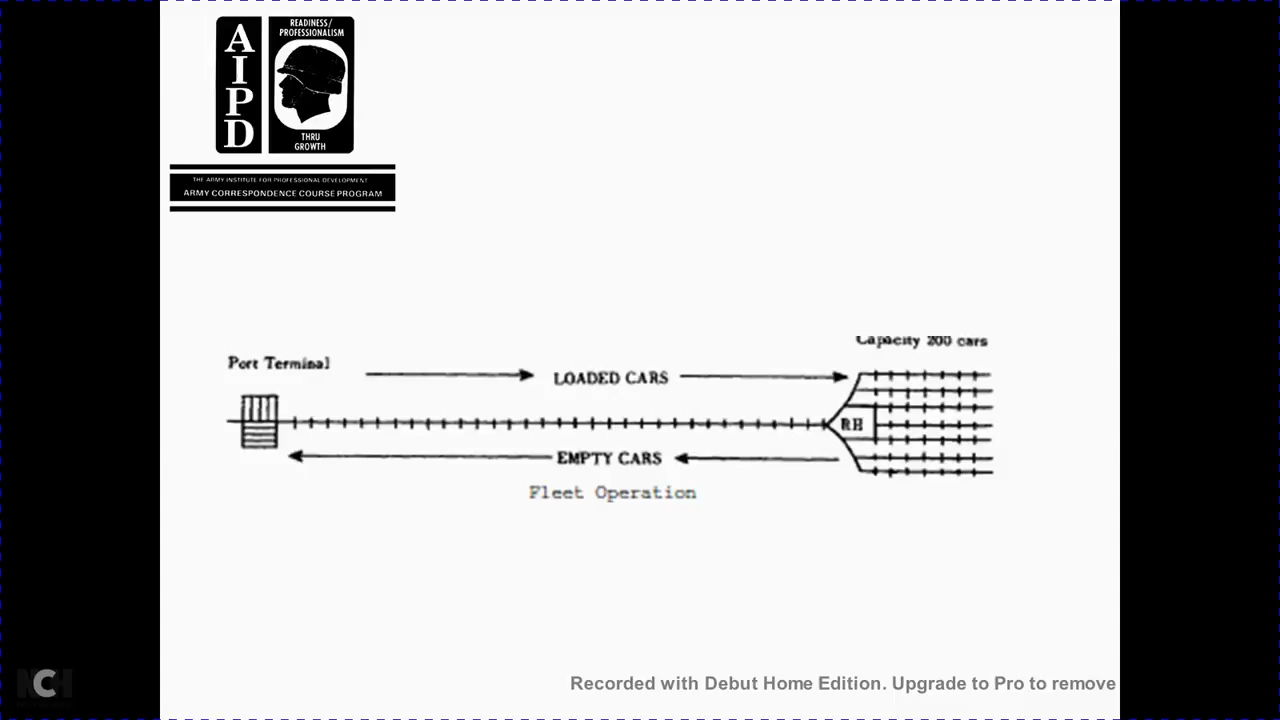 READINESS/
PROFESSIONALISM
A
I
P
D
THRU
GROWTH
THE ARMY INSTITUTE FOR PROFESSIONAL DEVELOPMENT
ARMY CORRESPONDENCE COURSE PROGRAM
Capacity 200 cars
Port Terminal
LOADED CARS
RH
EMPTY CARS
Fleet Operation
NCH
Recorded with Debut Home Edition. Upgrade to Pro to remove